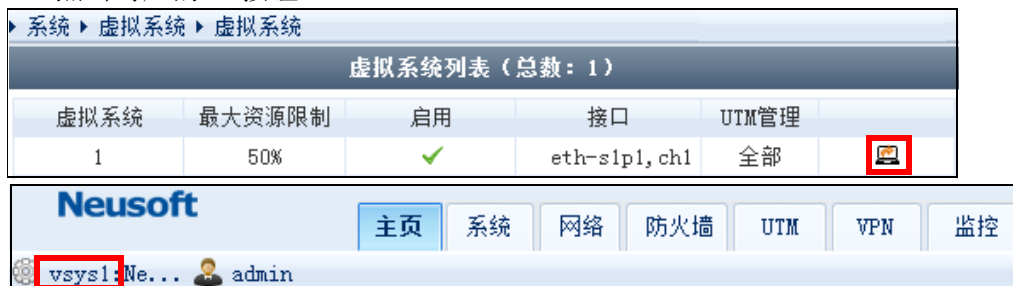 系统 虚拟系统 虚拟系统
虚拟系统列表（总数：1）
虚拟系统 最大资源限制 启用 接口 UTM管理
1 50% eth-s1p1,ch1 全部
Neusoft
主页 系统 网络 防火墙 UTM VPN 监控
vsys1:Ne... admin